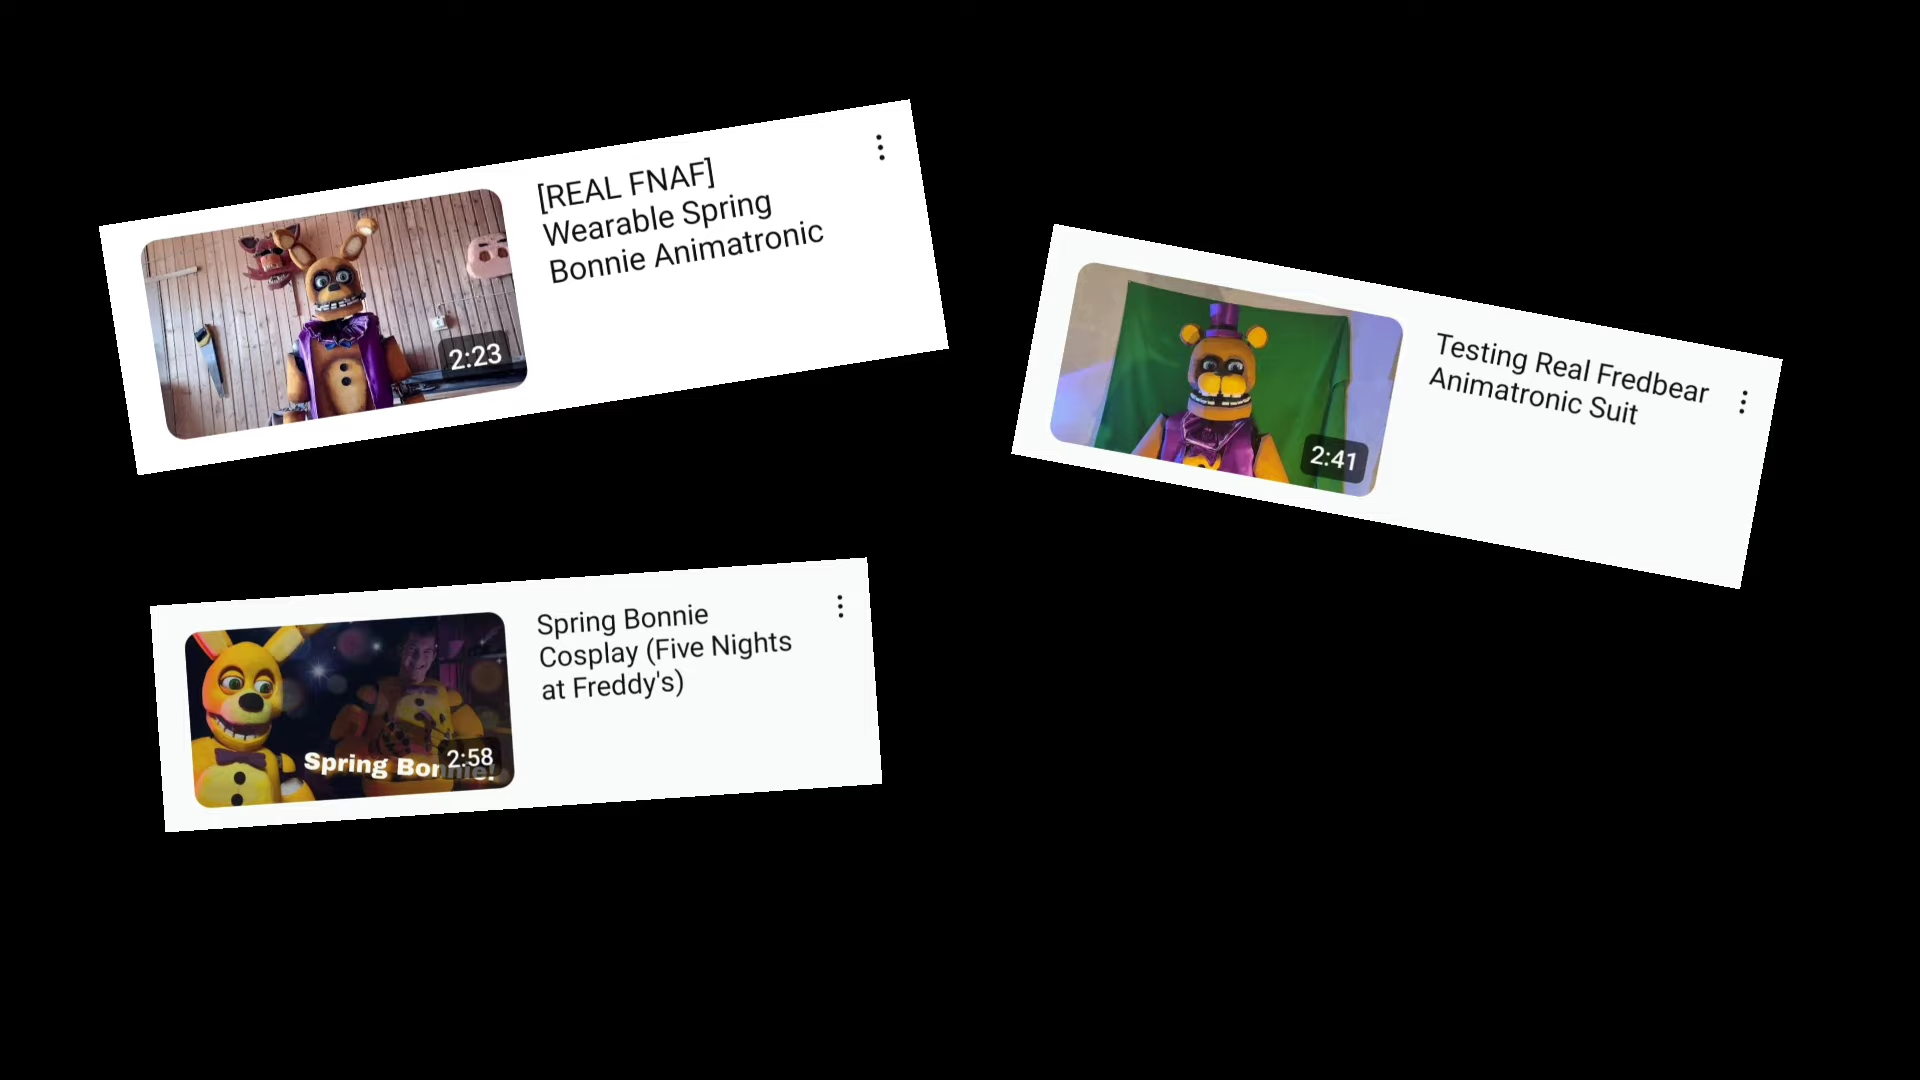 [REAL FNAF]
Wearable Spring
Bonnie Animatronic
2:23
Testing Real Fredbear
Animatronic Suit
2:41
Spring Bonnie
Cosplay (Five Nights
at Freddy's)
Spring Bonnie!
2:58